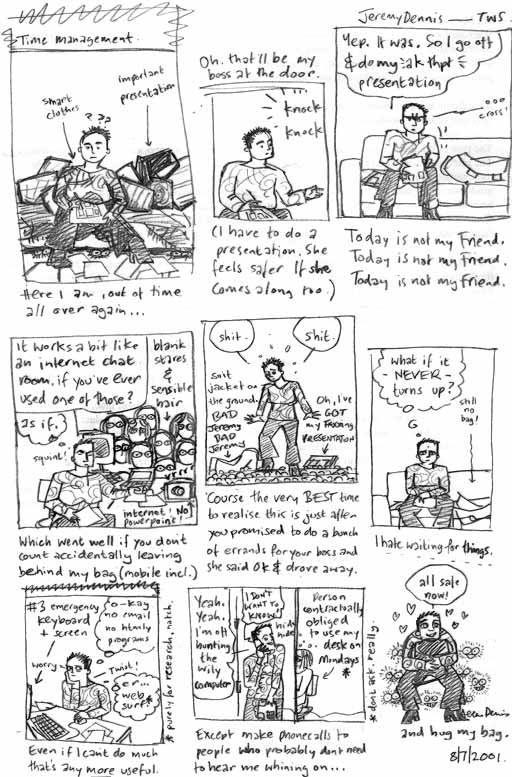 Time management.
Jeremy Dennis — TWS.
smart
clothes
important
presentation
???
Here I am, out of time
all over again...
Oh. that'll be my
boss at the door.
knock
knock
(I have to do a
presentation. She
feels safer if she
comes along too.)
Yep. It was. So I go off
& do my
presentation
cross!
Today is not my friend.
Today is not my friend.
Today is not my friend.
It works a bit like
an internet chat
room, if you've ever
used one of those?
blank
stares
&
sensible
hair
as if.
squint!
internet! No
powerpoint!
Which went well if you don't
count accidentally leaving
behind my bag (mobile incl.)
shit.
shit.
suit
jacket on
the ground.
BAD
Jeremy
BAD
Jeremy
Oh, I've
GOT
my
PRESENTATION
'Course the very BEST time
to realise this is just after
you promised to do a bunch
of errands for your boss and
she said OK & drove away.
what if it
- NEVER -
turns up?
still
no
bag!
I hate waiting for things.
#3 emergency
keyboard
+ screen
o-kay
no email
no html
programs
worry
Twist!
er...
web
surf*
* purely for research, natch.
Even if I can't do much
that's any more useful.
Yeah.
Yeah.
I'm off
hunting
the
wily
computer
I DON'T
WANT TO
KNOW!
hide
hide
person
contractually
obliged
to use my
desk on
Mondays
*
* don't ask. really.
Except make phonecalls to
people who probably don't need
to hear me whining on...
all safe
now!
and hug my bag.
8/7/2001.